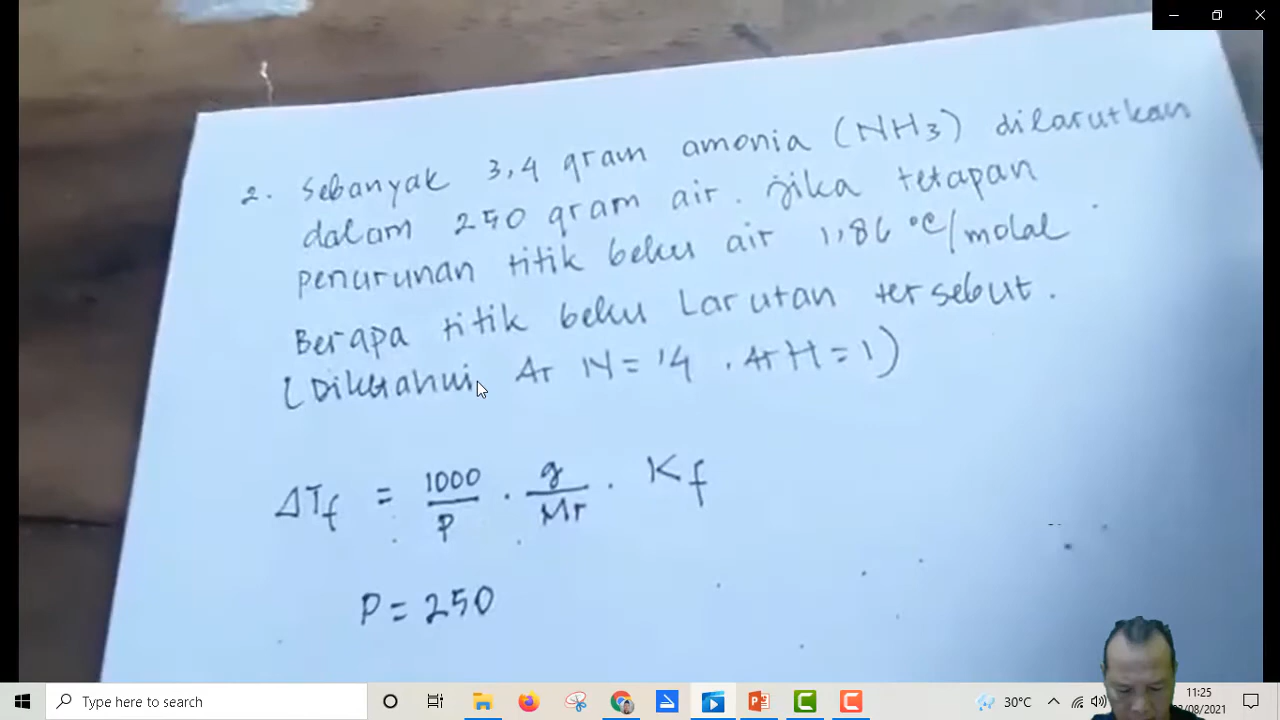 2. Sebanyak 3,4 gram amonia (NH3) dilarutkan
dalam 250 gram air. jika tetapan
penurunan titik beku air 1,86 °C/molal
Berapa titik beku Larutan tersebut.
(Diketahui Ar N = 14 . Ar H = 1)
ΔTf = 1000/P . g/Mr . Kf
P = 250
Type here to search
30°C
11:25
/08/2021